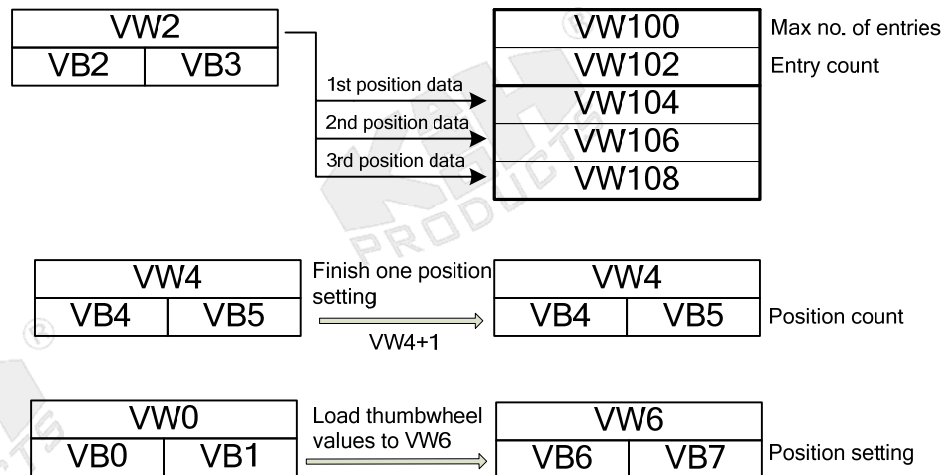 VW2
VB2 VB3
1st position data
2nd position data
3rd position data
VW100 Max no. of entries
VW102 Entry count
VW104
VW106
VW108
VW4
VB4 VB5
Finish one position
setting
VW4+1
VW4
VB4 VB5
Position count
VW0
VB0 VB1
Load thumbwheel
values to VW6
VW6
VB6 VB7
Position setting
K&H
PRODUCTS
®
®
CTS